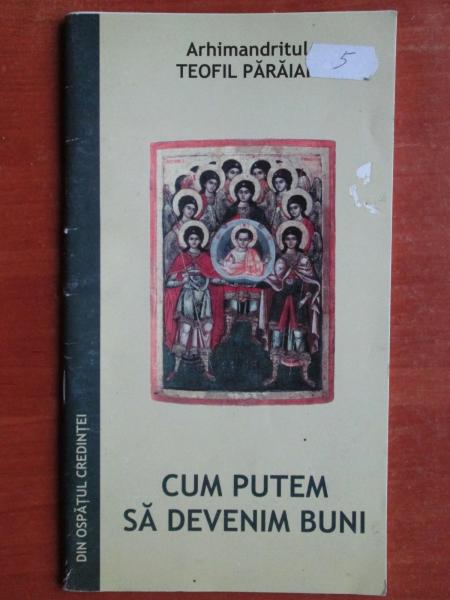 Arhimandritul
TEOFIL PĂRĂIAN
5
CUM PUTEM
SĂ DEVENIM BUNI
DIN OSPĂȚUL CREDINȚEI